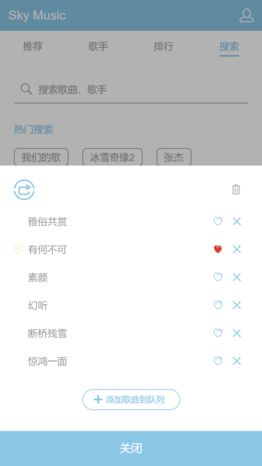 Sky Music
推荐 歌手 排行 搜索
搜索歌曲、歌手
热门搜索
我们的歌 冰雪奇缘2 张杰
雅俗共赏
有何不可
素颜
幻听
断桥残雪
惊鸿一面
添加歌曲到队列
关闭